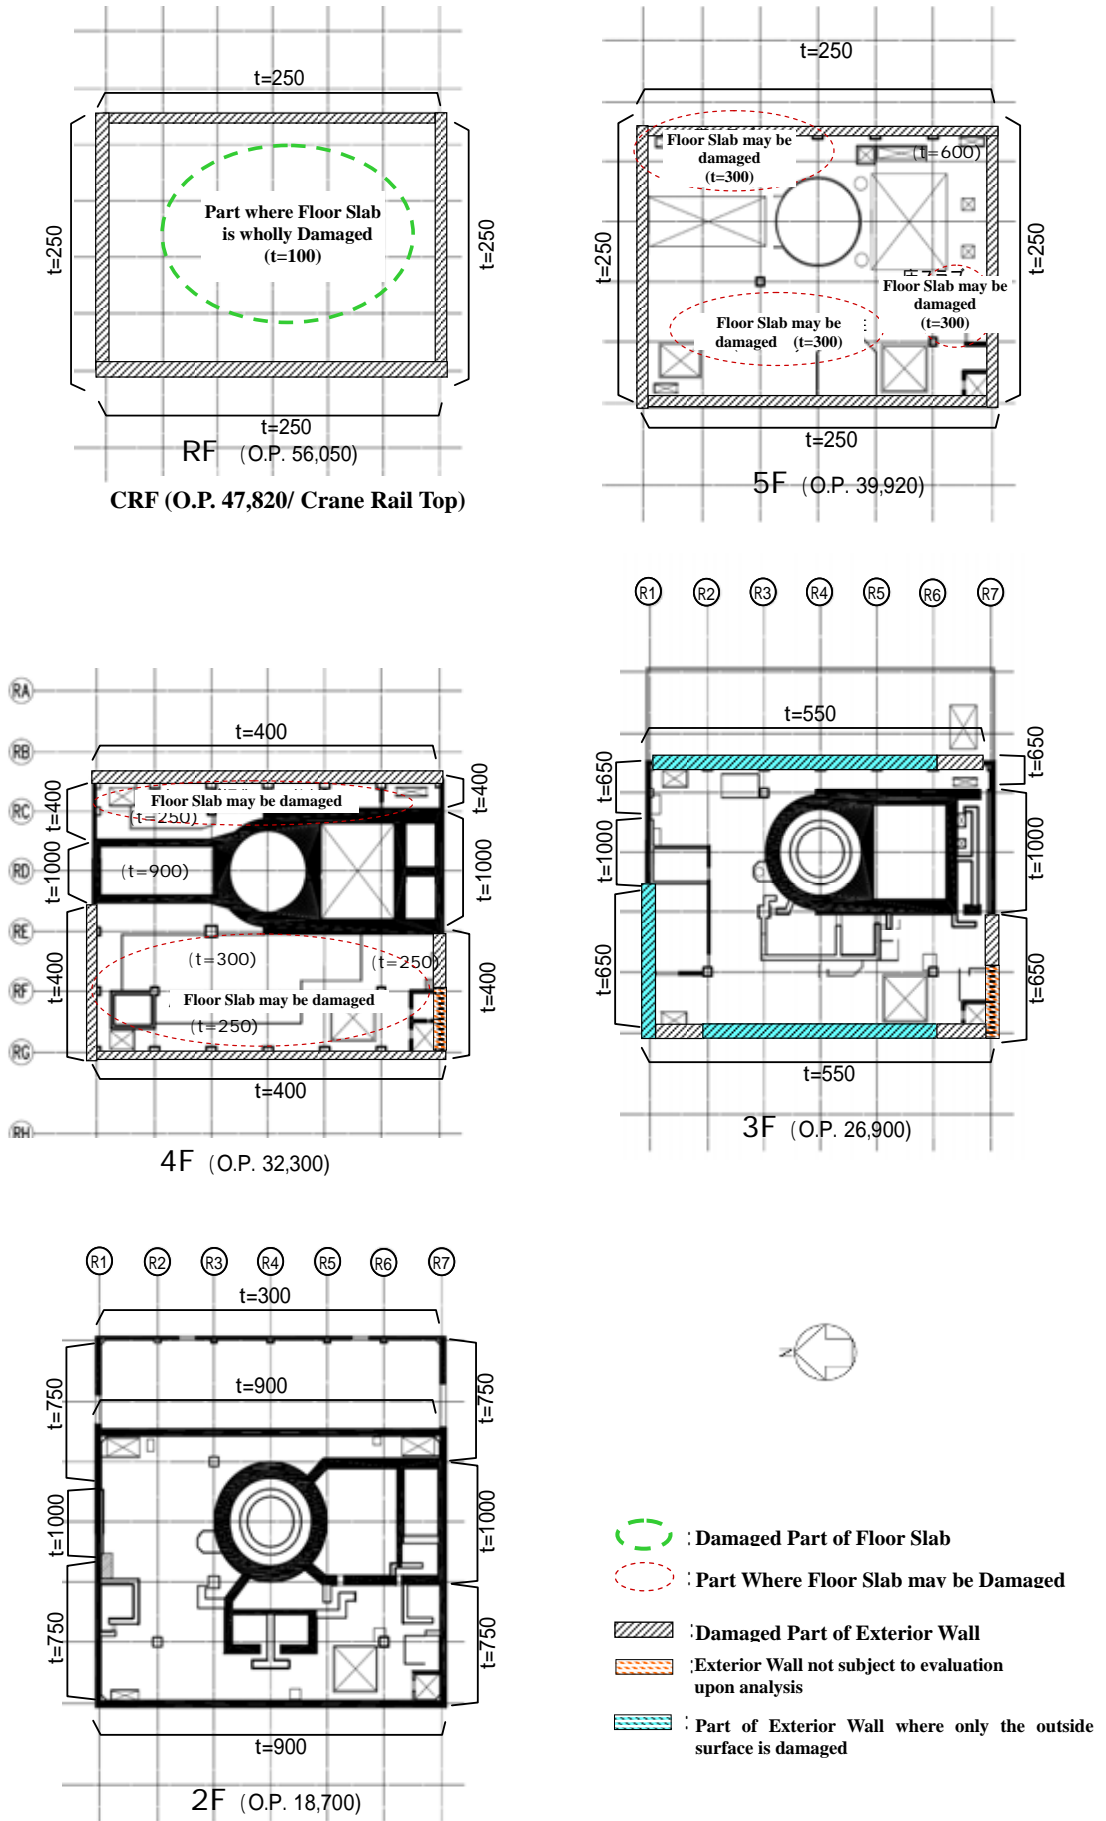 t=250
t=250
Part where Floor Slab
is wholly Damaged
(t=100)
t=250
t=250
RF (O.P. 56,050)
CRF (O.P. 47,820/ Crane Rail Top)
t=250
Floor Slab may be
damaged
(t=300)
(t=600)
t=250
t=250
Floor Slab may be
damaged
(t=300)
Floor Slab may be
damaged (t=300)
t=250
5F (O.P. 39,920)
RA
RB
RC
RD
RE
RF
RG
RH
t=400
t=400
t=400
Floor Slab may be damaged
(t=250)
t=1000
(t=900)
t=1000
(t=300)
(t=250)
t=400
Floor Slab may be damaged
(t=250)
t=400
t=400
4F (O.P. 32,300)
R1 R2 R3 R4 R5 R6 R7
t=550
t=650
t=650
t=1000
t=1000
t=650
t=650
t=550
3F (O.P. 26,900)
R1 R2 R3 R4 R5 R6 R7
t=300
t=750
t=750
t=900
t=1000
t=1000
t=750
t=750
t=900
2F (O.P. 18,700)
N
: Damaged Part of Floor Slab
: Part Where Floor Slab may be Damaged
: Damaged Part of Exterior Wall
: Exterior Wall not subject to evaluation
upon analysis
: Part of Exterior Wall where only the outside
surface is damaged